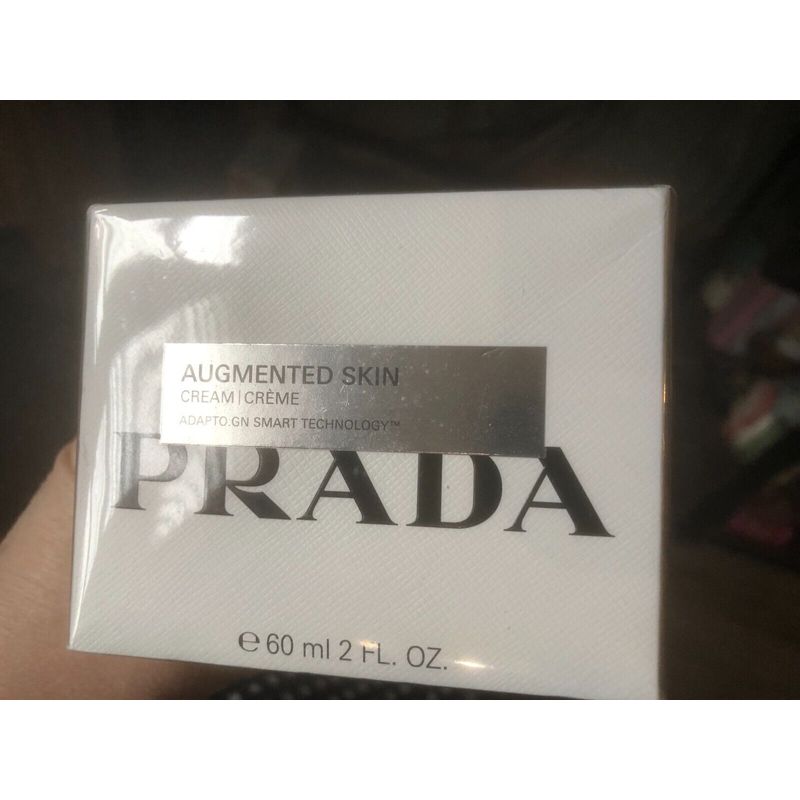 AUGMENTED SKIN
CREAM | CRÈME
ADAPTO.GN SMART TECHNOLOGY™
PRADA
℮ 60 ml 2 FL. OZ.